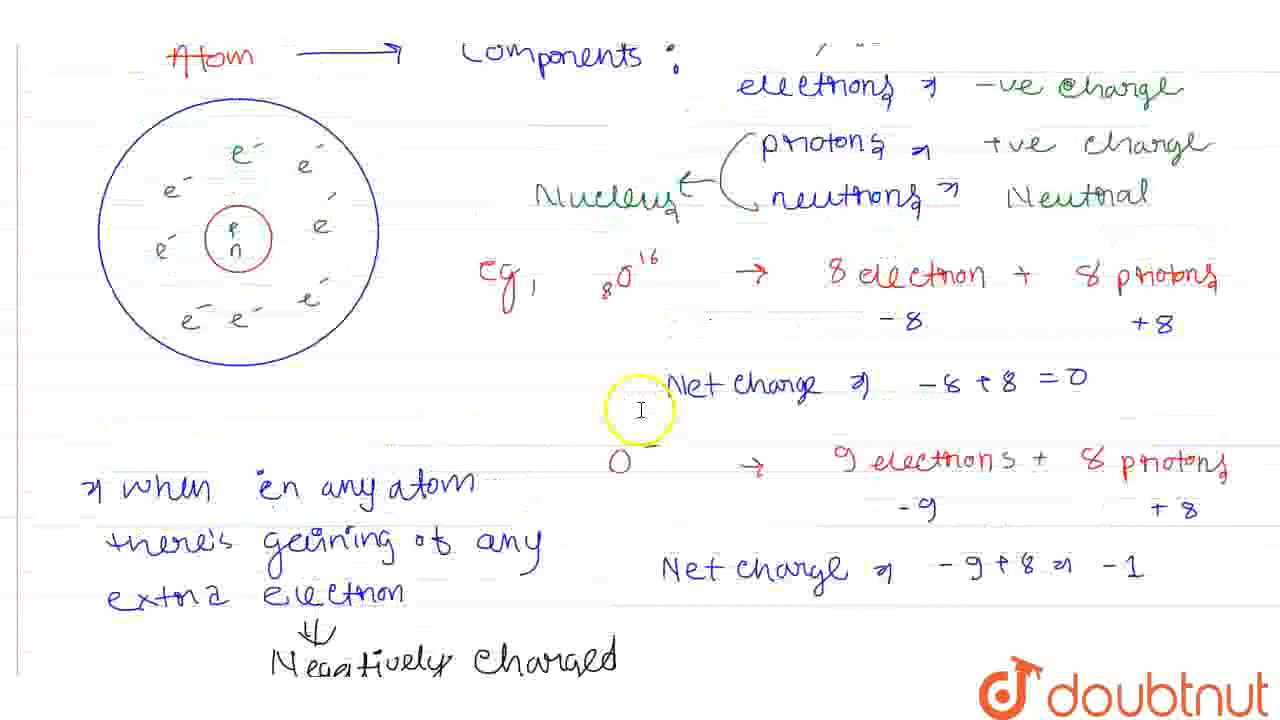 Atom → Components :
electrons ⇒ -ve charge
protons ⇒ +ve charge
Nucleus ← neutrons ⇒ Neutral
e⁻ e⁻
e⁻
e⁻ e⁻
p
n
e⁻
e⁻ e⁻
eg, ₈O¹⁶ → 8 electron + 8 protons
-8 +8
Net charge ⇒ -8 + 8 = 0
O⁻ → 9 electrons + 8 protons
-9 +8
Net charge ⇒ -9 + 8 ⇒ -1
⇒ when en any atom
there's gaining of any
extra electron
⇓
Negatively charged
doubtnut